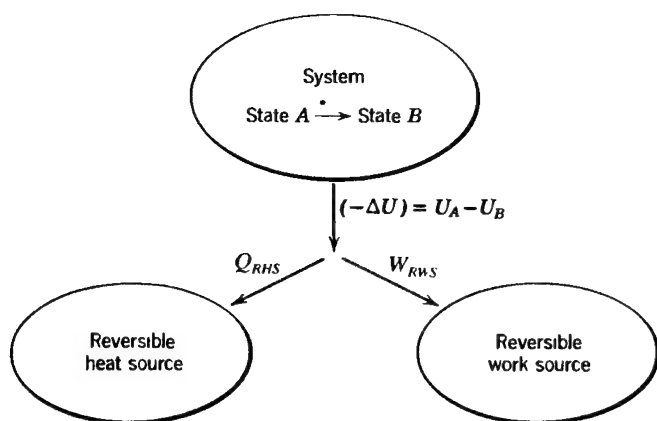 System
State A ⟶ State B
(−ΔU) = U_A − U_B
Q_RHS
W_RWS
Reversible
heat source
Reversible
work source